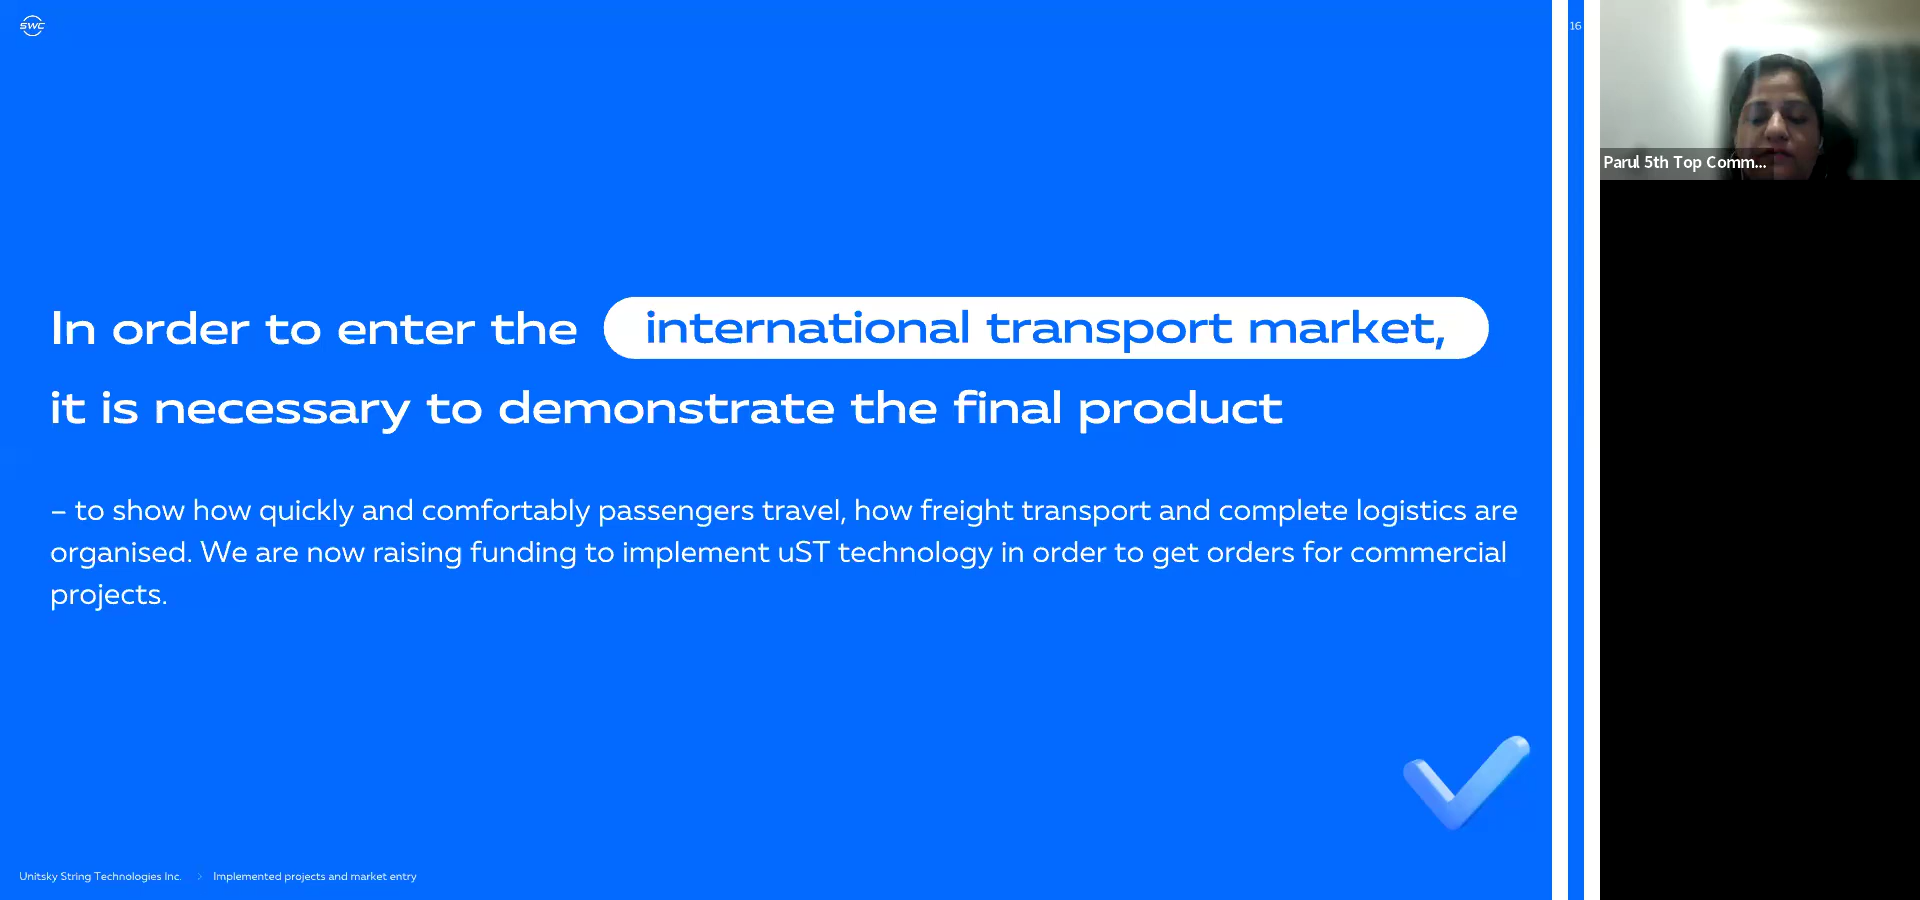 SWC
16
In order to enter the international transport market,
it is necessary to demonstrate the final product
– to show how quickly and comfortably passengers travel, how freight transport and complete logistics are
organised. We are now raising funding to implement uST technology in order to get orders for commercial
projects.
Unitsky String Technologies Inc. > Implemented projects and market entry
Parul 5th Top Comm...